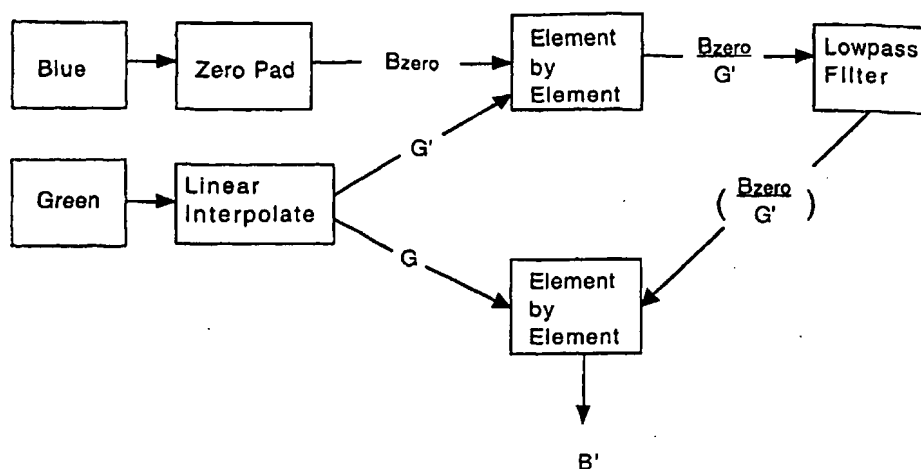 Blue
Zero Pad
Bzero
Element
by
Element
Bzero
G'
Lowpass
Filter
G'
Green
Linear
Interpolate
(Bzero
G')
G
Element
by
Element
B'